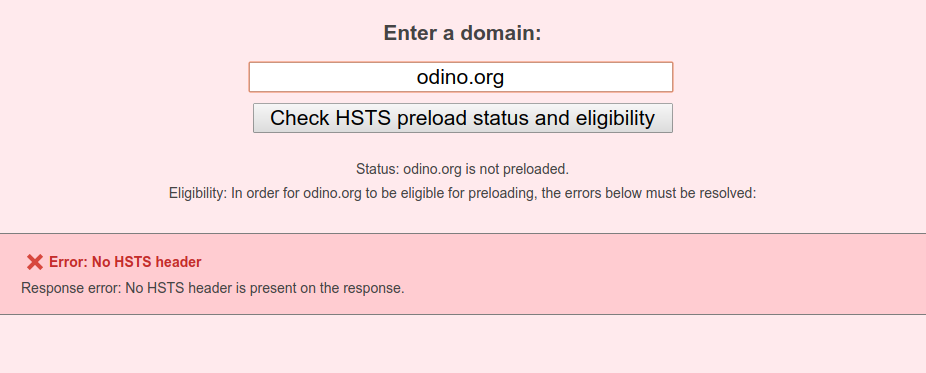 Enter a domain:
odino.org
Check HSTS preload status and eligibility
Status: odino.org is not preloaded.
Eligibility: In order for odino.org to be eligible for preloading, the errors below must be resolved:
Error: No HSTS header
Response error: No HSTS header is present on the response.